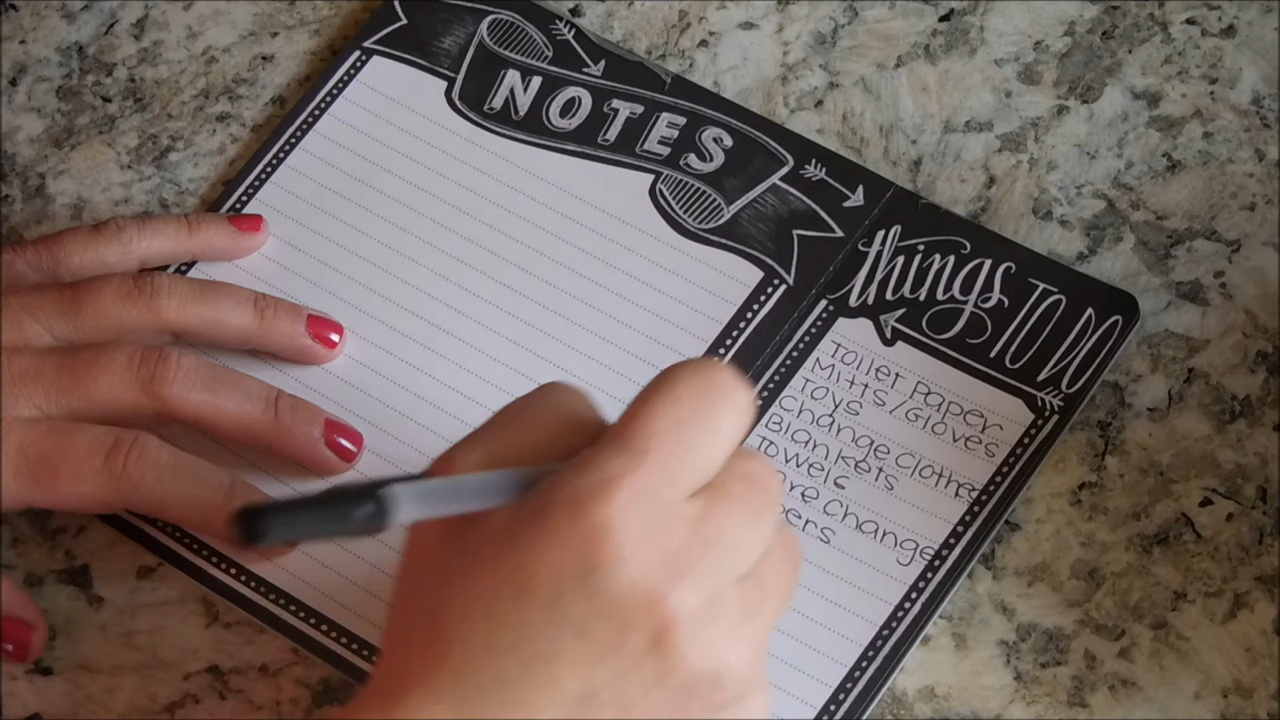 NOTES
things TO DO
Toilet Paper
Mitts/Gloves
Toys
Change Clothes
Blankets
Towels
Change